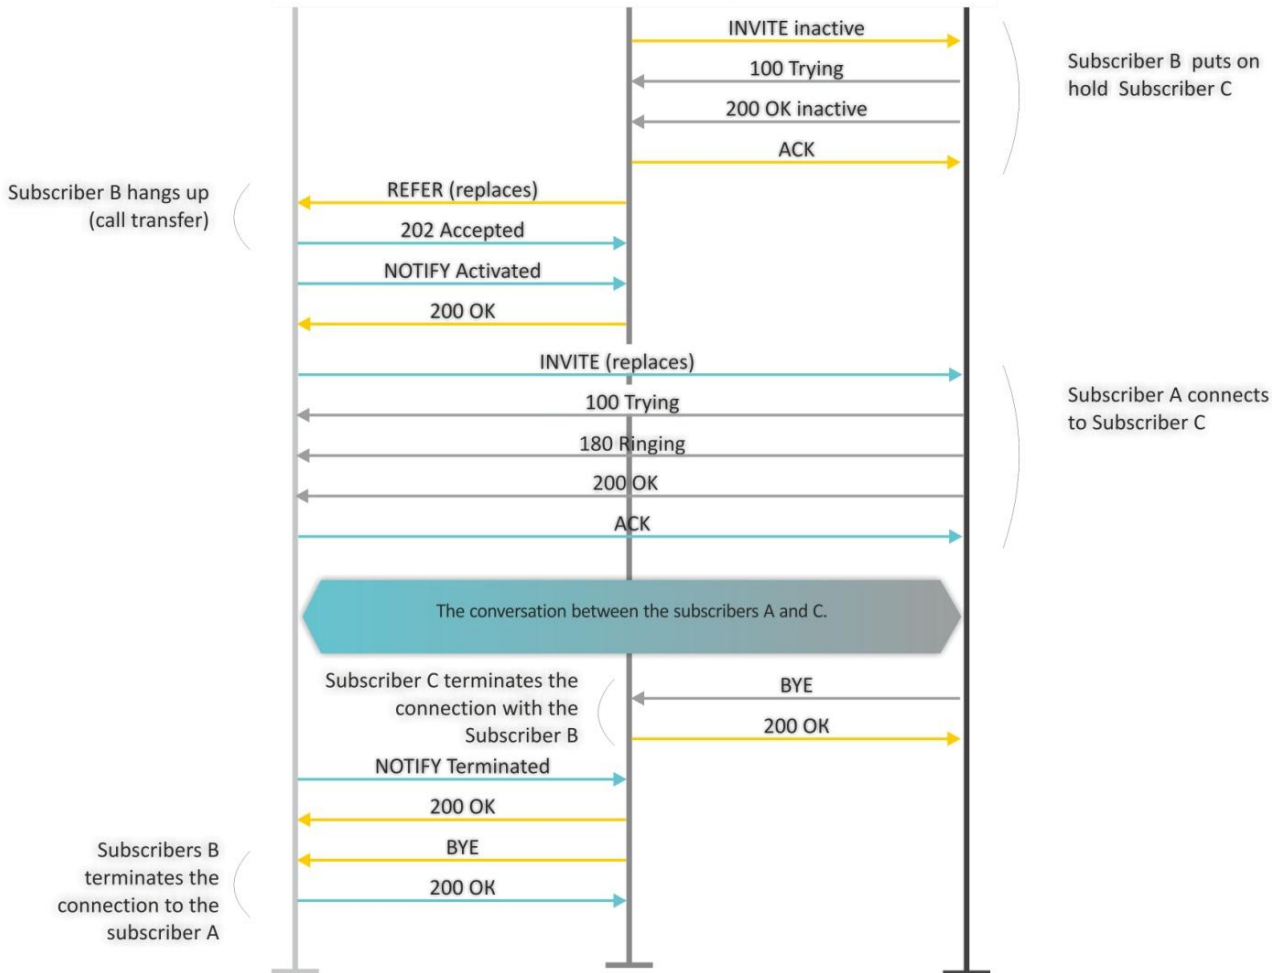 INVITE inactive
100 Trying
200 OK inactive
ACK
Subscriber B puts on
hold Subscriber C
REFER (replaces)
Subscriber B hangs up
(call transfer)
202 Accepted
NOTIFY Activated
200 OK
INVITE (replaces)
100 Trying
180 Ringing
200 OK
ACK
Subscriber A connects
to Subscriber C
The conversation between the subscribers A and C.
Subscriber C terminates the
connection with the
Subscriber B
BYE
200 OK
NOTIFY Terminated
200 OK
BYE
200 OK
Subscribers B
terminates the
connection to the
subscriber A